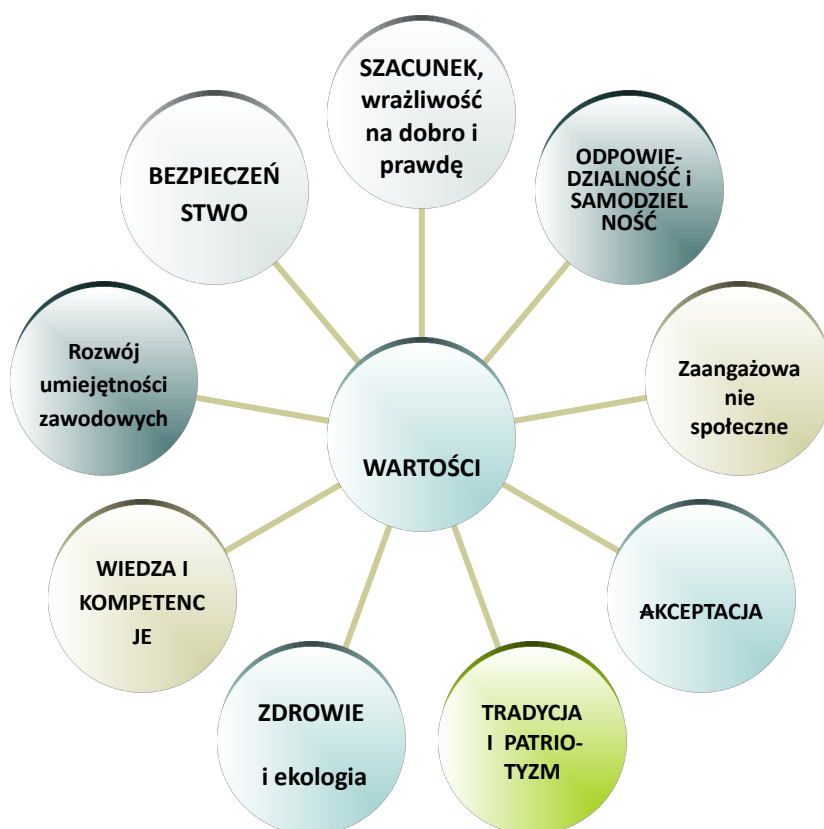 SZACUNEK,
wrażliwość
na dobro i
prawdę
ODPOWIE-
DZIALNOŚĆ i
SAMODZIEL
NOŚĆ
Zaangażowa
nie
społeczne
AKCEPTACJA
TRADYCJA
I PATRIO-
TYZM
ZDROWIE
i ekologia
WIEDZA I
KOMPETENC
JE
Rozwój
umiejętności
zawodowych
BEZPIECZEŃ
STWO
WARTOŚCI